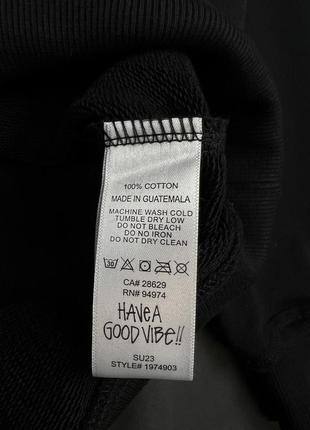 100% COTTON
MADE IN GUATEMALA
MACHINE WASH COLD
TUMBLE DRY LOW
DO NOT BLEACH
DO NO IRON
DO NOT DRY CLEAN
30
CA# 28629
RN# 94974
HAVE A
GOOD VIBE!!
SU23
STYLE# 1974903